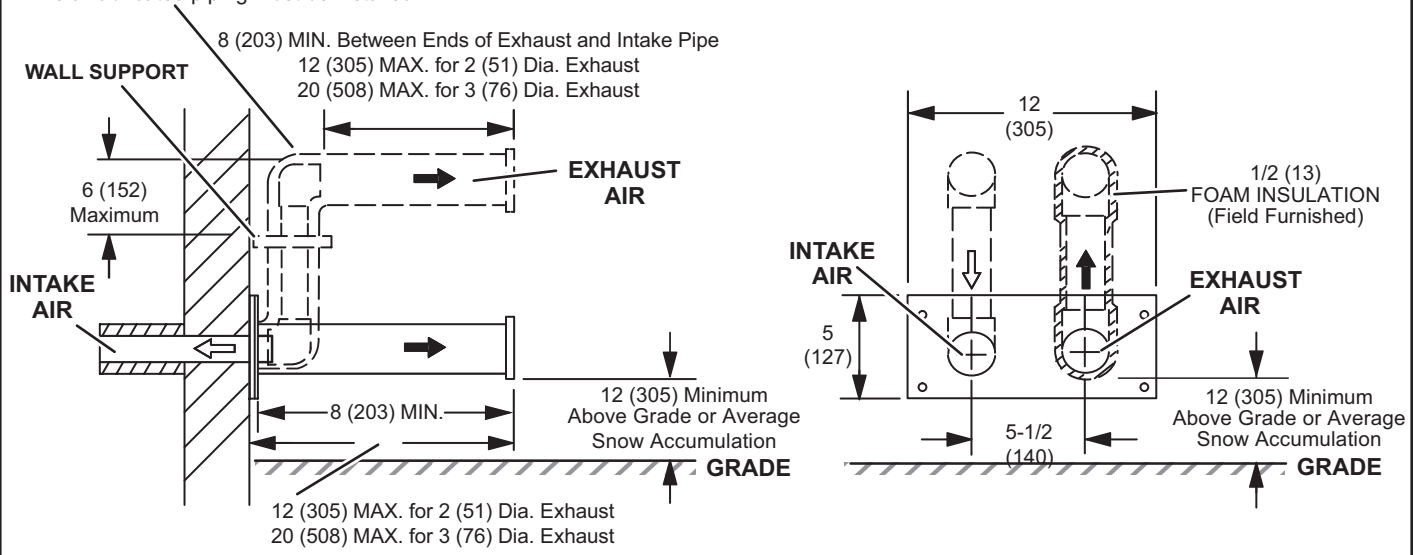 8 (203) MIN. Between Ends of Exhaust and Intake Pipe
12 (305) MAX. for 2 (51) Dia. Exhaust
20 (508) MAX. for 3 (76) Dia. Exhaust
WALL SUPPORT
6 (152)
Maximum
EXHAUST
AIR
INTAKE
AIR
8 (203) MIN.
12 (305) Minimum
Above Grade or Average
Snow Accumulation
GRADE
12 (305) MAX. for 2 (51) Dia. Exhaust
20 (508) MAX. for 3 (76) Dia. Exhaust
12
(305)
1/2 (13)
FOAM INSULATION
(Field Furnished)
INTAKE
AIR
EXHAUST
AIR
5
(127)
5-1/2
(140)
12 (305) Minimum
Above Grade or Average
Snow Accumulation
GRADE